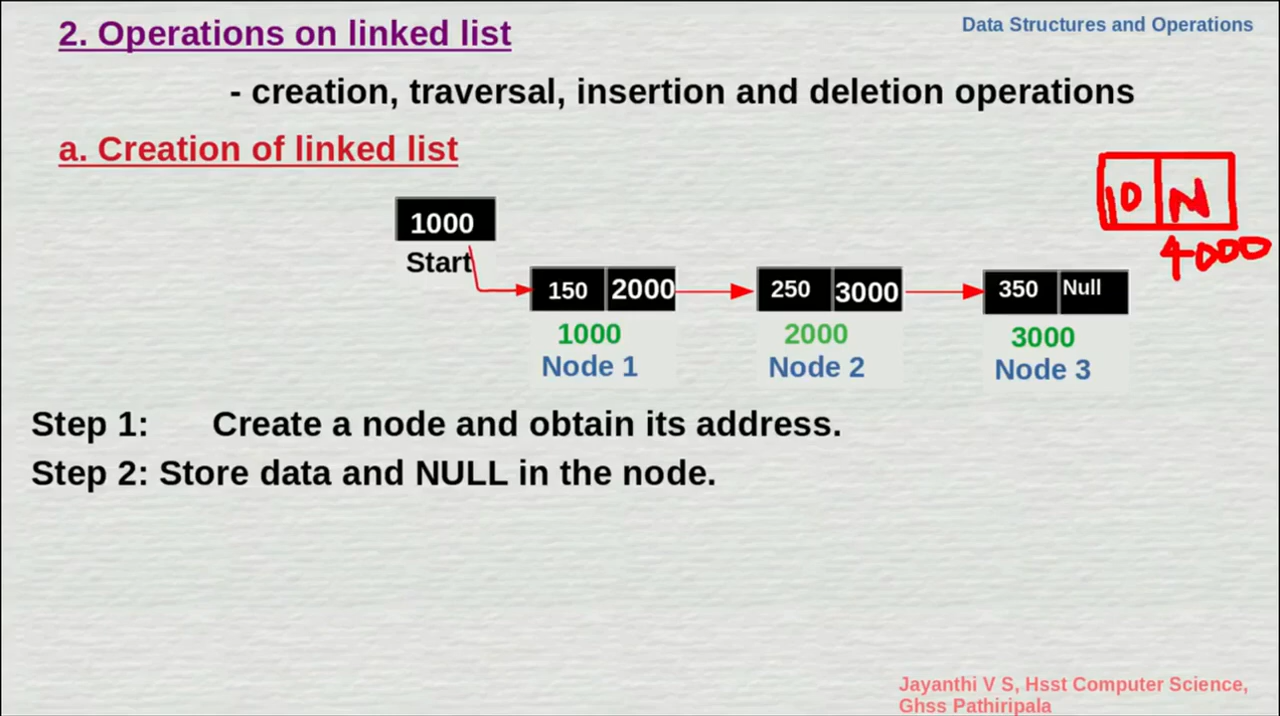 2. Operations on linked list
Data Structures and Operations
- creation, traversal, insertion and deletion operations
a. Creation of linked list
10 N
4000
1000
Start
150 2000
250 3000
350 Null
1000
2000
3000
Node 1
Node 2
Node 3
Step 1: Create a node and obtain its address.
Step 2: Store data and NULL in the node.
Jayanthi V S, Hsst Computer Science,
Ghss Pathiripala